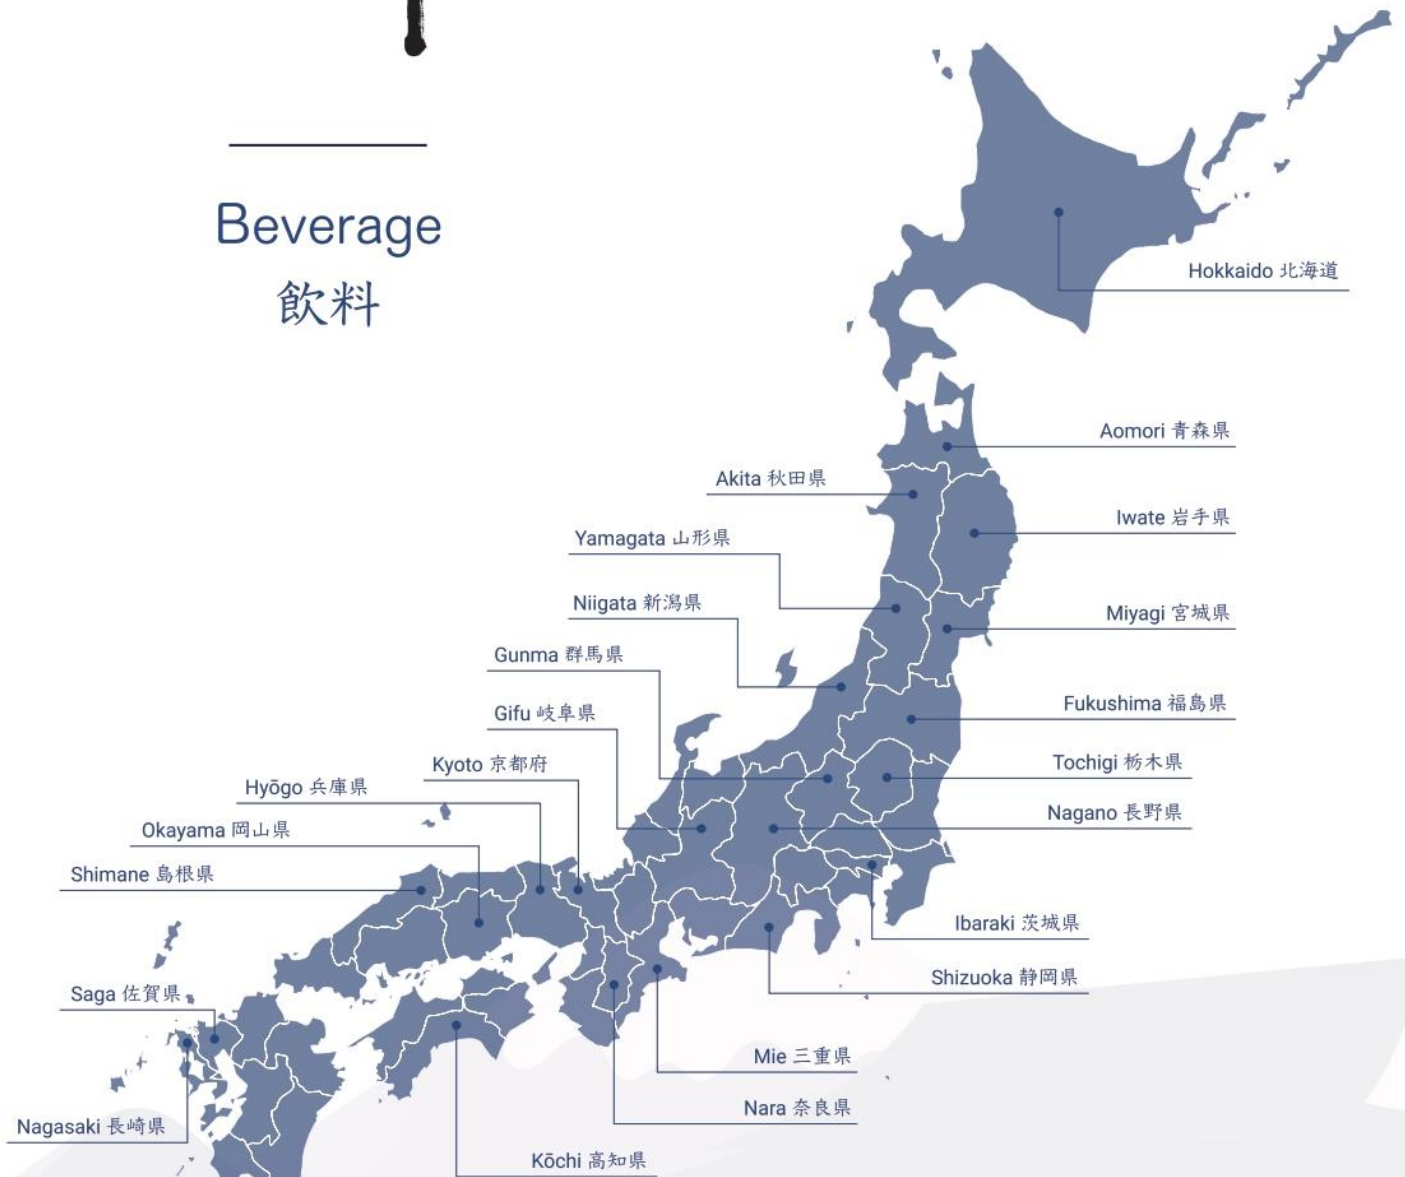 Beverage
飲料
Hokkaido 北海道
Aomori 青森県
Akita 秋田県
Iwate 岩手県
Yamagata 山形県
Niigata 新潟県
Miyagi 宮城県
Gunma 群馬県
Fukushima 福島県
Gifu 岐阜県
Kyoto 京都府
Tochigi 栃木県
Hyōgo 兵庫県
Nagano 長野県
Okayama 岡山県
Shimane 島根県
Ibaraki 茨城県
Shizuoka 静岡県
Saga 佐賀県
Mie 三重県
Nara 奈良県
Nagasaki 長崎県
Kōchi 高知県